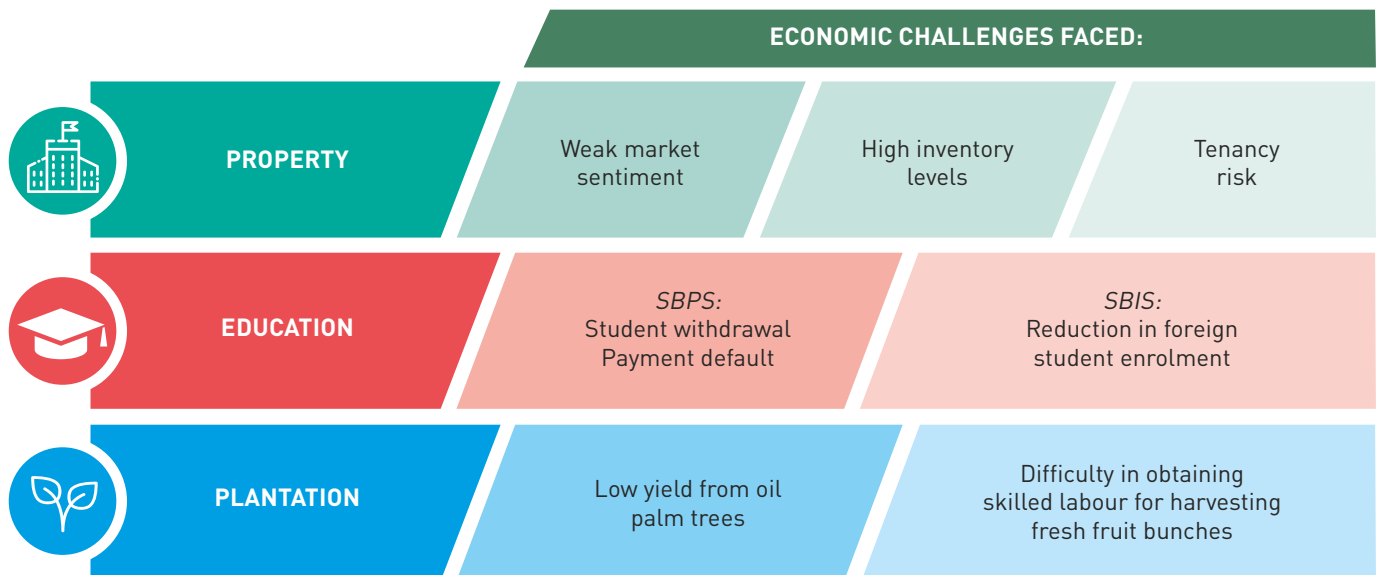 ECONOMIC CHALLENGES FACED:
PROPERTY
Weak market
sentiment
High inventory
levels
Tenancy
risk
EDUCATION
SBPS:
Student withdrawal
Payment default
SBIS:
Reduction in foreign
student enrolment
PLANTATION
Low yield from oil
palm trees
Difficulty in obtaining
skilled labour for harvesting
fresh fruit bunches